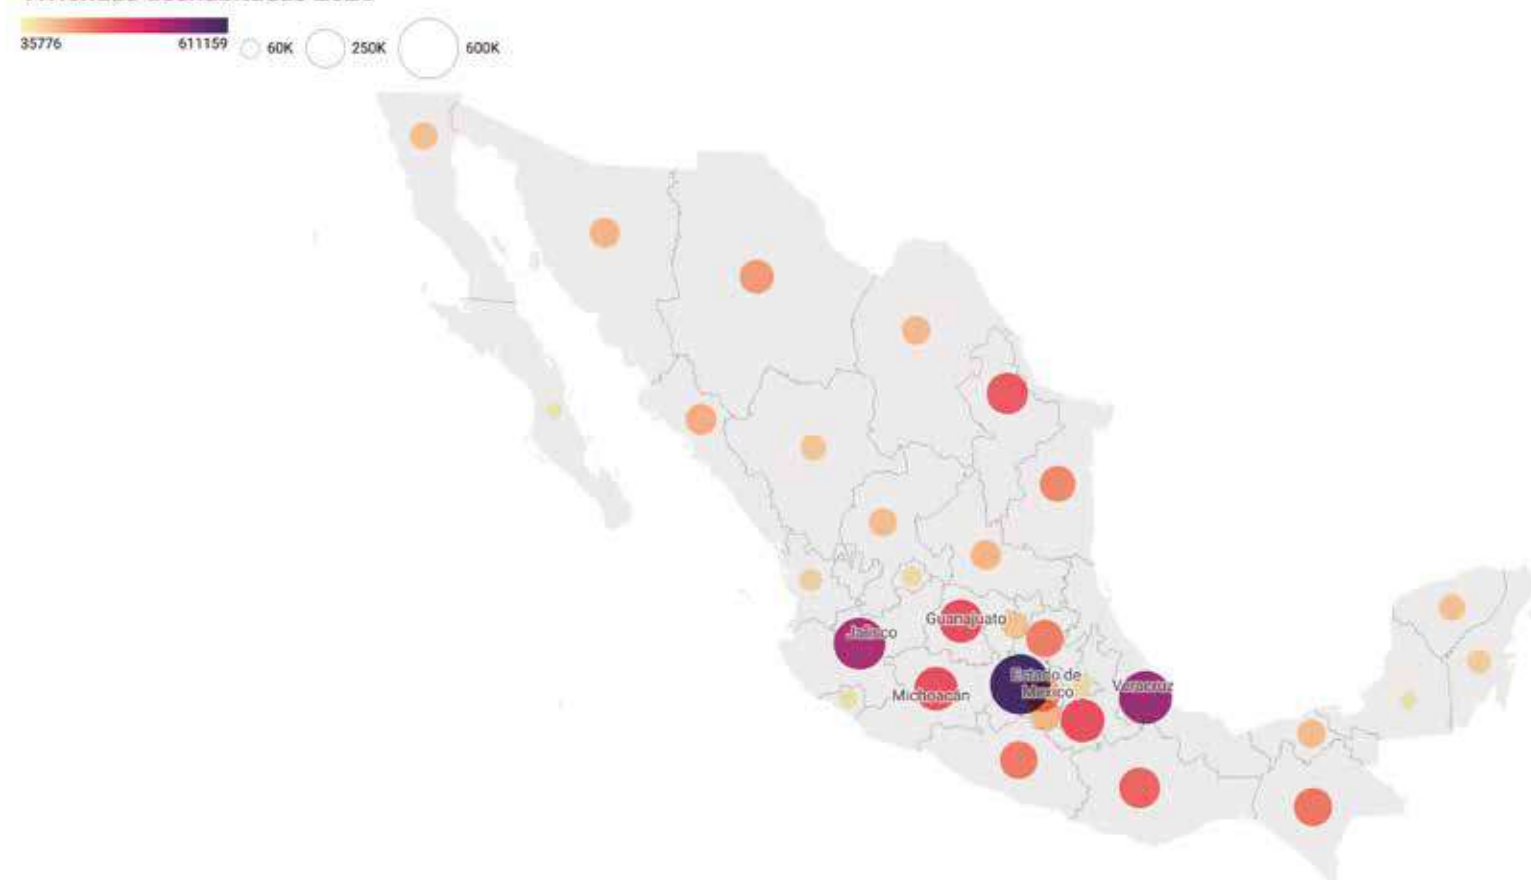 35776
611159
60K
250K
600K
Guanajuato
Jalisco
Estado de
México
Michoacán
Veracruz